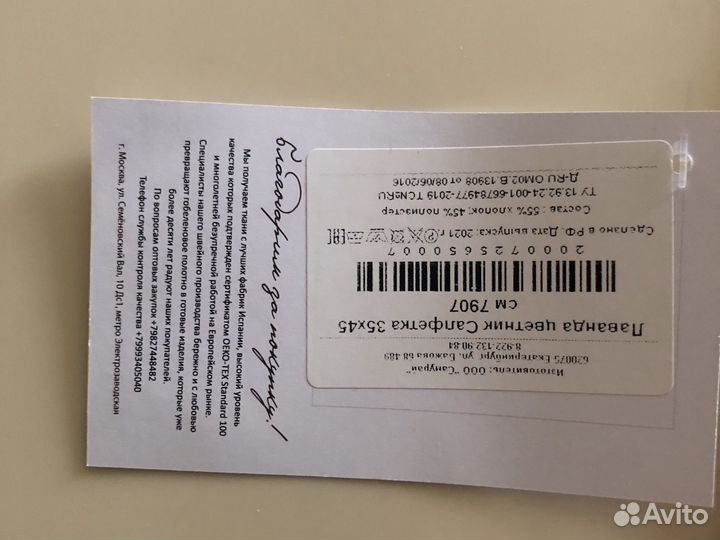 Благодарим за покупку!
Мы получаем ткани с лучших фабрик Испании, высокий уровень
качества которых подтвержден сертификатом OEKO-TEX Standard 100
и многолетней безупречной работой на Европейском рынке.
Специалисты нашего швейного производства бережно и с любовью
превращают гобеленовое полотно в готовые изделия, которые уже
более десяти лет радуют наших покупателей.
По вопросам оптовых закупок +79827448482
Телефон службы контроля качества +79993405040
г. Москва, ул. Семёновский Вал, 10 Дс1, метро Электрозаводская
Изготовитель: ООО "Самурай"
620075 Екатеринбург ул. Бажова 68-489
8-922-132 90 84
Лаванда цветник Салфетка 35х45
см 7907
2000725650007
Сделано в РФ. Дата выпуска: 2021 г.
Состав : 55% хлопок; 45% полиэстер
ТУ 13.92.24-001-66784977-2019 ТС№RU
Д-RU OM02.B.13908 от 08/06/2016
Avito